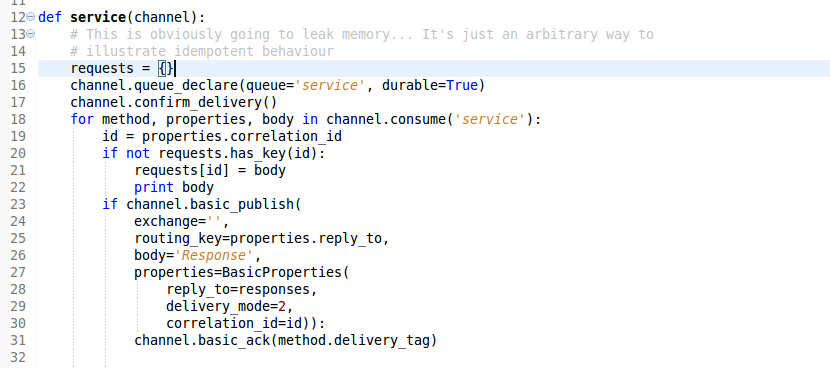 11
12 def service(channel):
13     # This is obviously going to leak memory... It's just an arbitrary way to
14     # illustrate idempotent behaviour
15     requests = {}
16     channel.queue_declare(queue='service', durable=True)
17     channel.confirm_delivery()
18     for method, properties, body in channel.consume('service'):
19         id = properties.correlation_id
20         if not requests.has_key(id):
21             requests[id] = body
22             print body
23         if channel.basic_publish(
24             exchange='',
25             routing_key=properties.reply_to,
26             body='Response',
27             properties=BasicProperties(
28                 reply_to=responses,
29                 delivery_mode=2,
30                 correlation_id=id)):
31             channel.basic_ack(method.delivery_tag)
32